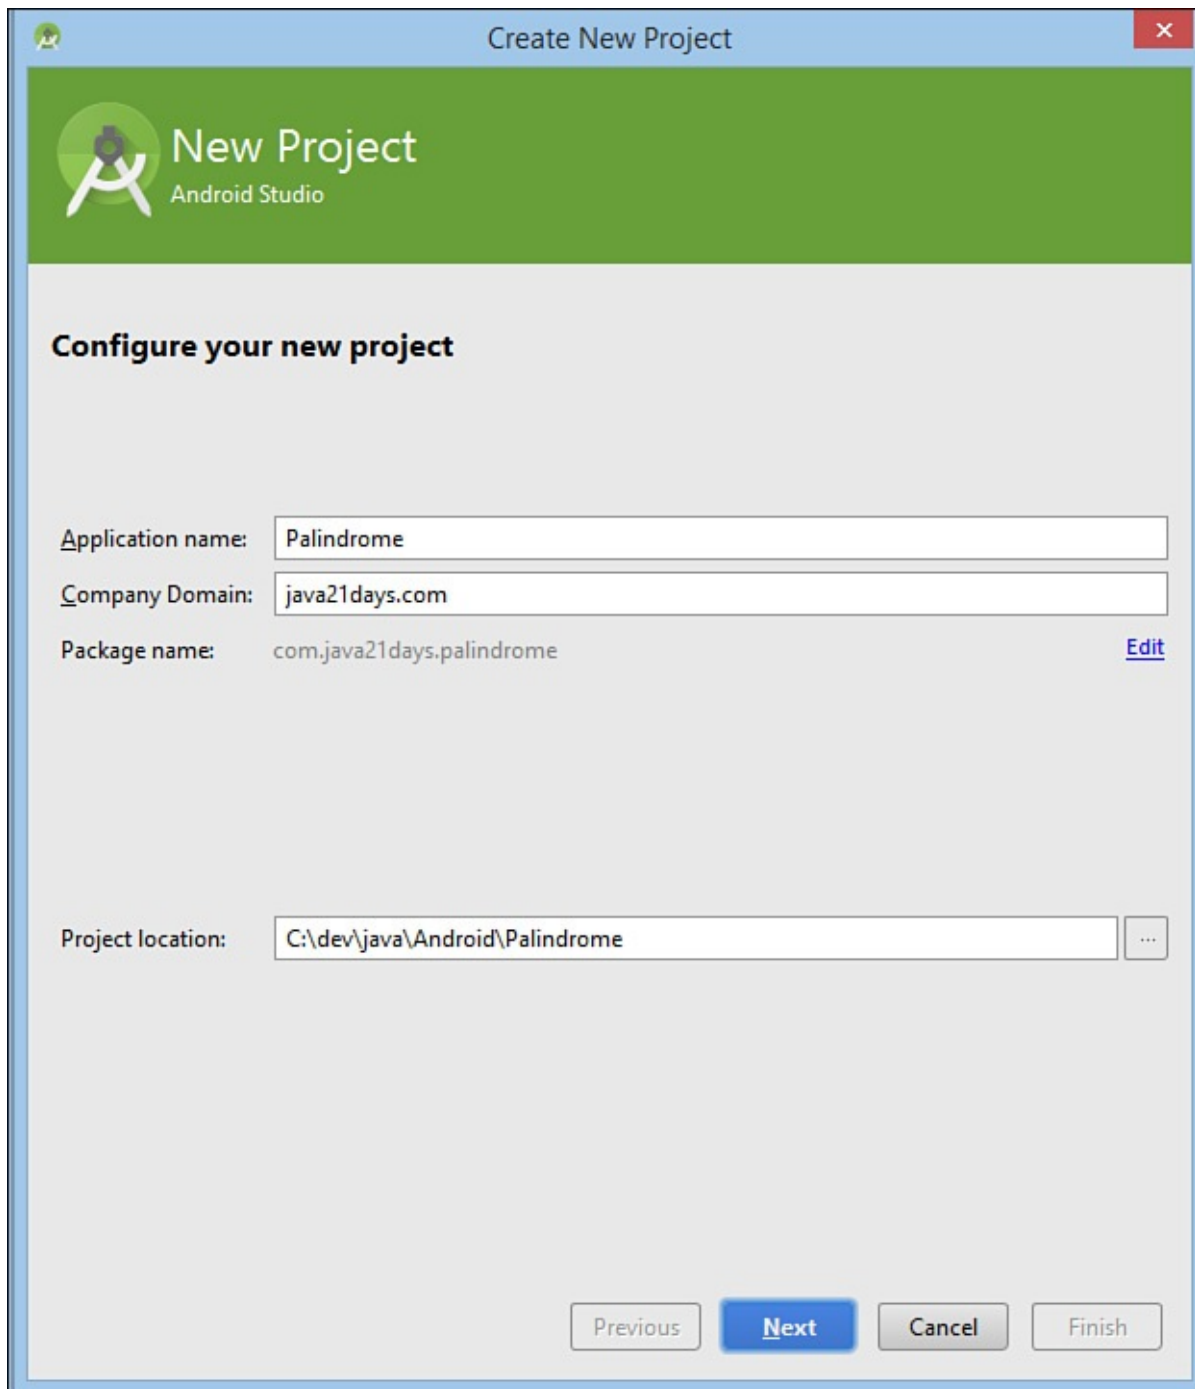 Create New Project
New Project
Android Studio
Configure your new project
Application name: Palindrome
Company Domain: java21days.com
Package name: com.java21days.palindrome Edit
Project location: C:\dev\java\Android\Palindrome ...
Previous Next Cancel Finish